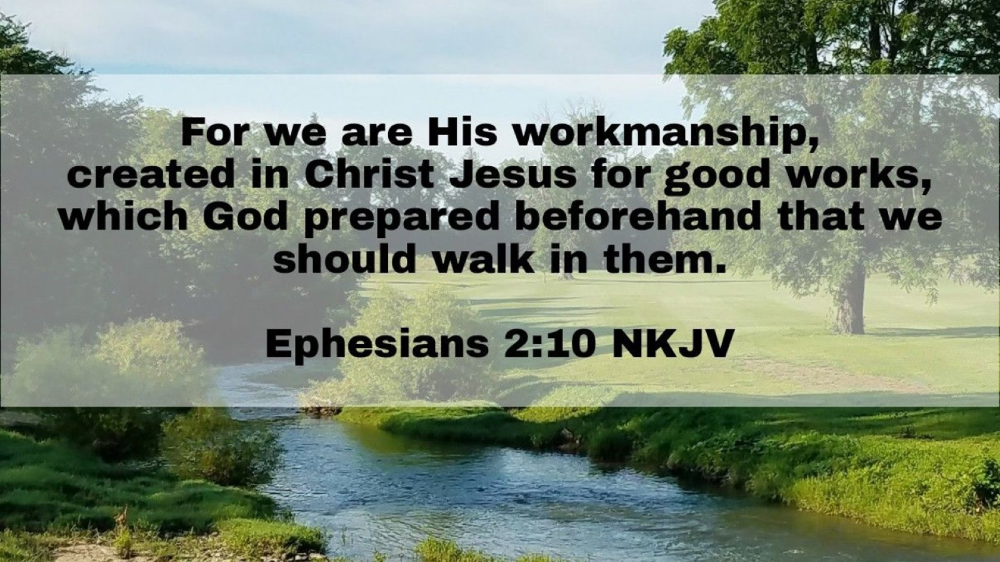 For we are His workmanship,
created in Christ Jesus for good works,
which God prepared beforehand that we
should walk in them.
Ephesians 2:10 NKJV